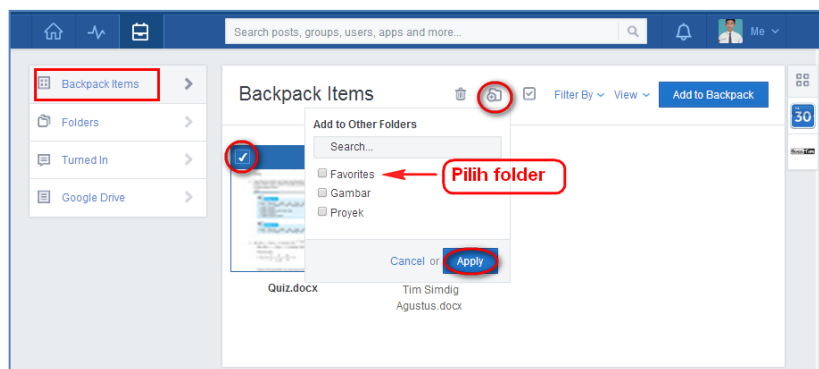 Search posts, groups, users, apps and more...
Me
Backpack Items
Folders
Turned In
Google Drive
Backpack Items
Filter By
View
Add to Backpack
Add to Other Folders
Search...
Favorites
Gambar
Proyek
Pilih folder
Cancel or Apply
Quiz.docx
Tim Simdig
Agustus.docx
30